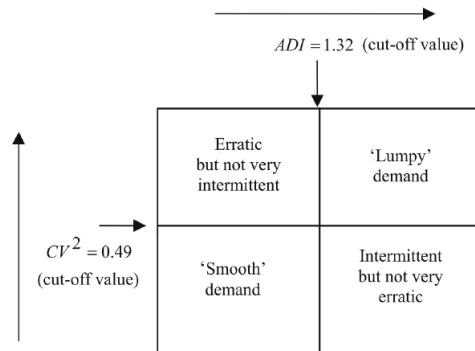 ADI = 1.32 (cut-off value)
Erratic
but not very
intermittent
'Lumpy'
demand
CV² = 0.49
(cut-off value)
'Smooth'
demand
Intermittent
but not very
erratic